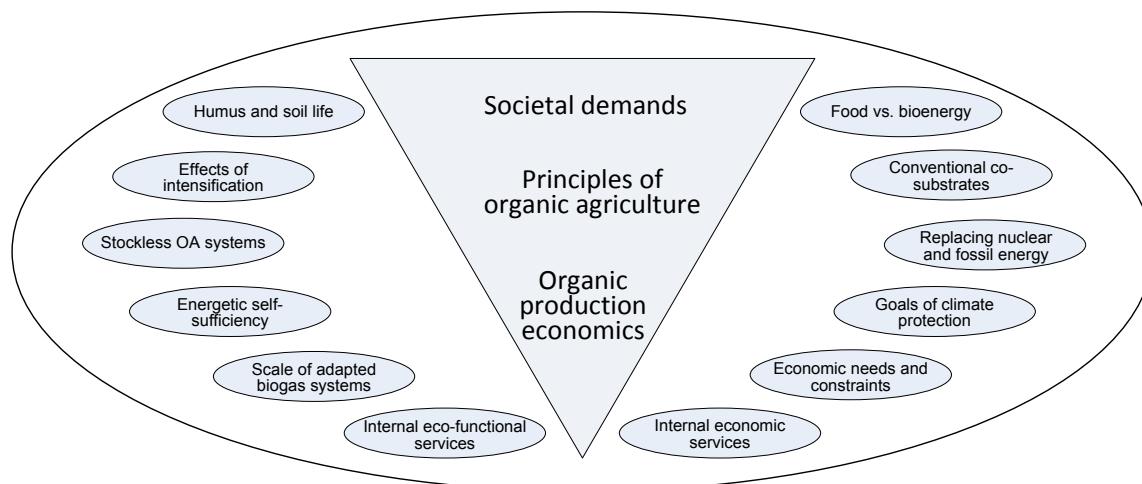 Societal demands
Principles of
organic agriculture
Organic
production
economics
Humus and soil life
Effects of
intensification
Stockless OA systems
Energetic self-
sufficiency
Scale of adapted
biogas systems
Internal eco-functional
services
Food vs. bioenergy
Conventional co-
substrates
Replacing nuclear
and fossil energy
Goals of climate
protection
Economic needs and
constraints
Internal economic
services